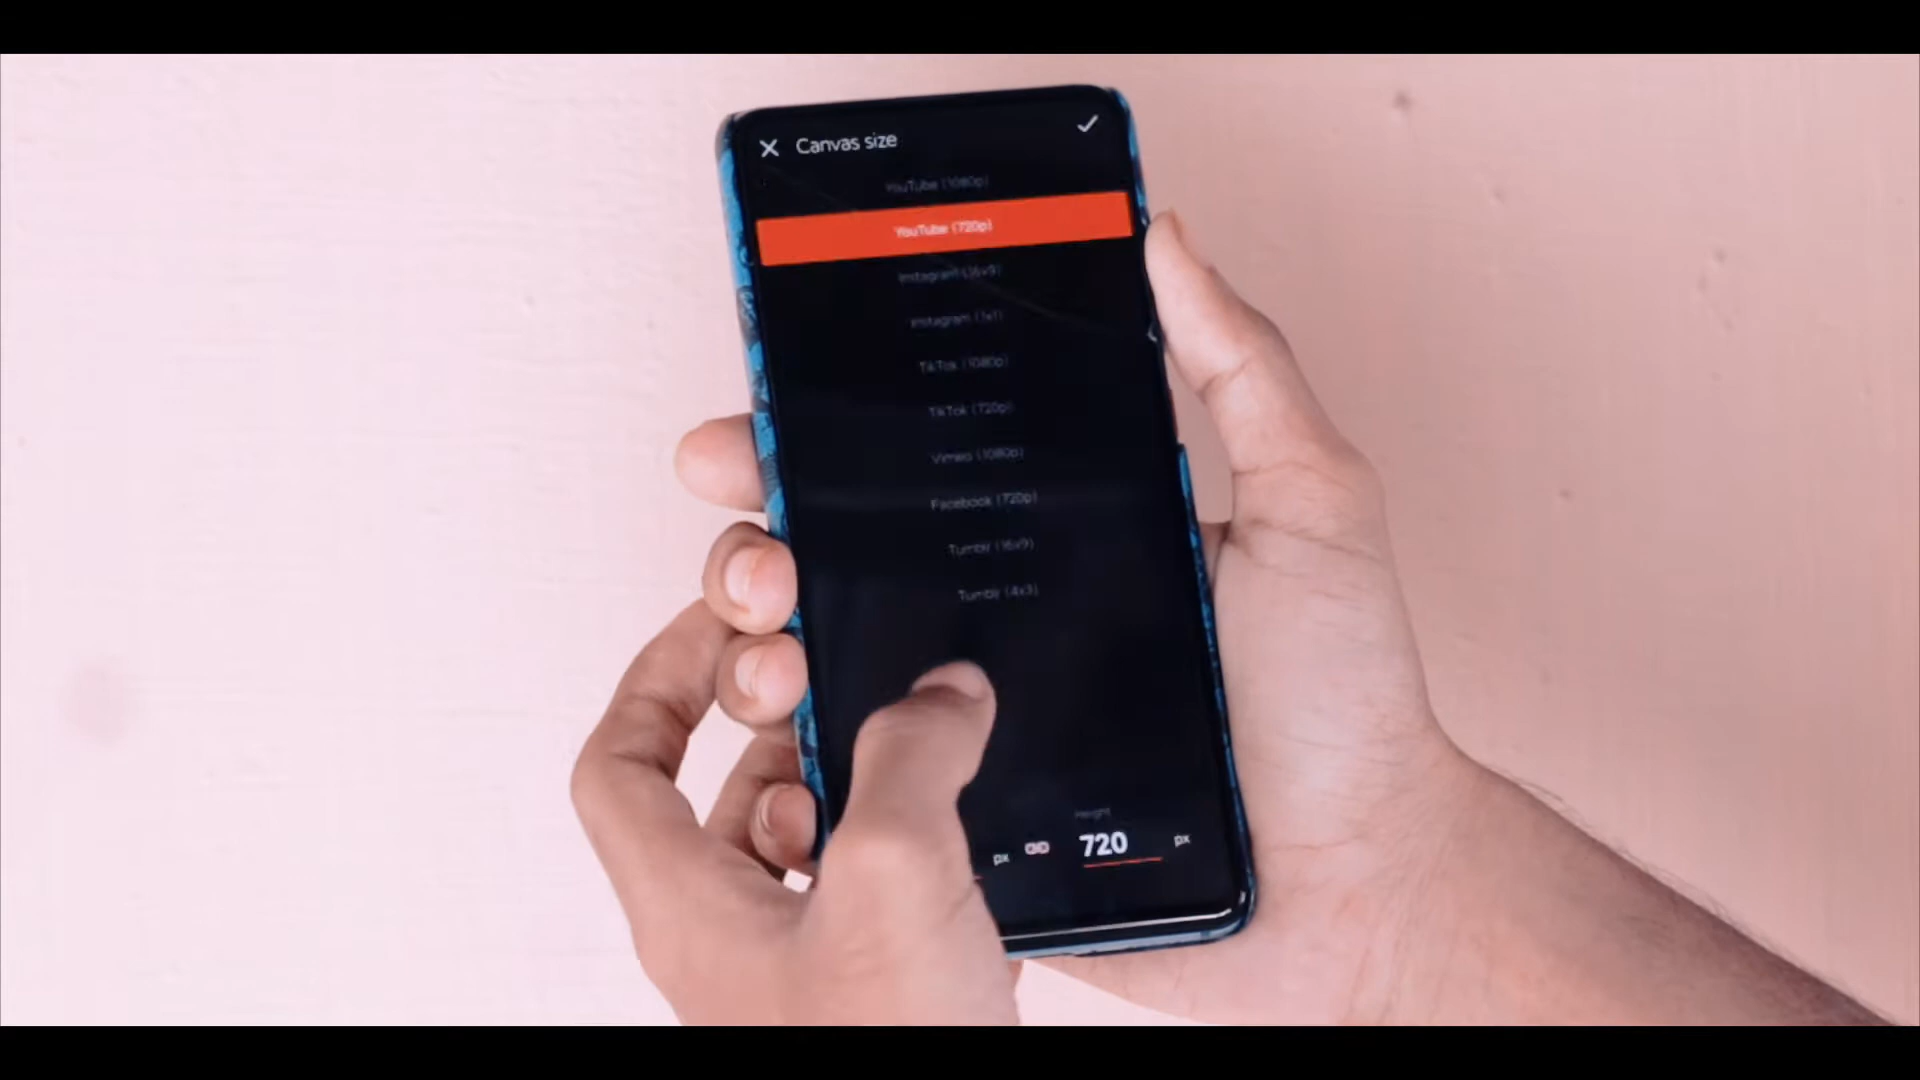 Canvas size
YouTube (1080p)
YouTube (720p)
Instagram (16x9)
Instagram (1x1)
TikTok (1080p)
TikTok (720p)
Vimeo (1080p)
Facebook (720p)
Tumblr (16x9)
Tumblr (4x3)
Height
px 720 px